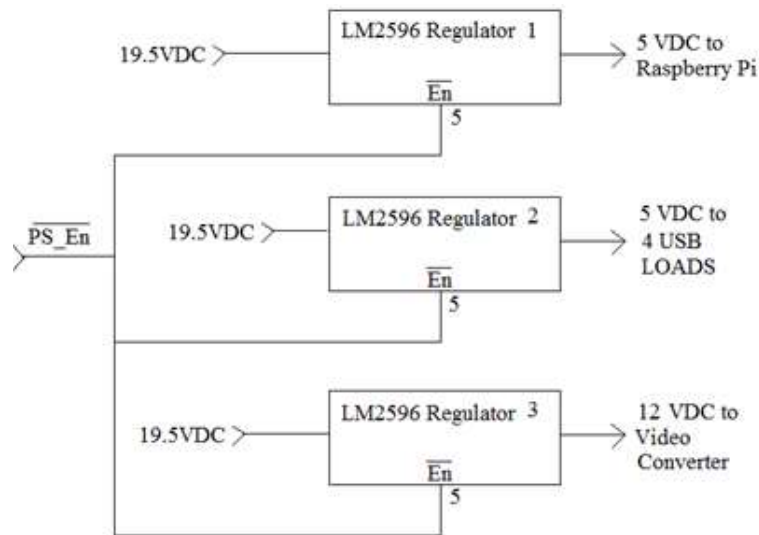 LM2596 Regulator 1
19.5VDC
5 VDC to
Raspberry Pi
En
5
PS_En
LM2596 Regulator 2
19.5VDC
5 VDC to
4 USB
LOADS
En
5
LM2596 Regulator 3
19.5VDC
12 VDC to
Video
Converter
En
5